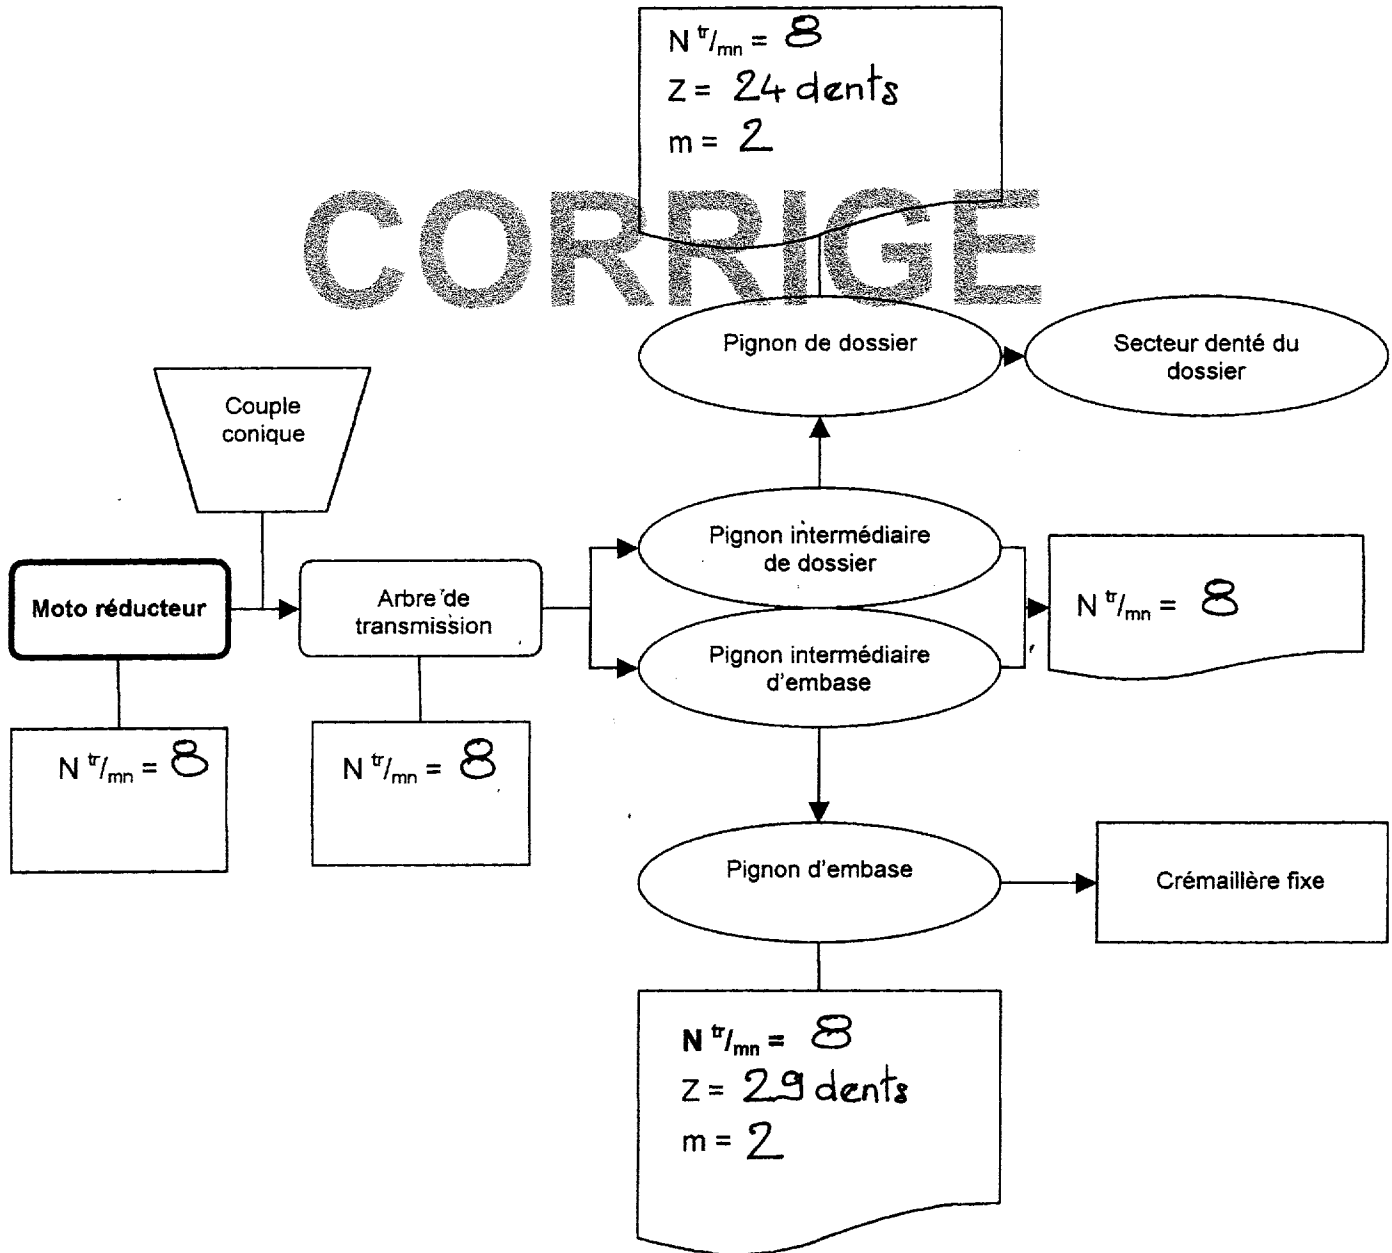 N tr/mn = 8
Z = 24 dents
m = 2
CORRIGE
Pignon de dossier
Secteur denté du
dossier
Couple
conique
Pignon intermédiaire
de dossier
Moto réducteur
Arbre de
transmission
N tr/mn = 8
Pignon intermédiaire
d'embase
N tr/mn = 8
N tr/mn = 8
Pignon d'embase
Crémaillère fixe
N tr/mn = 8
Z = 29 dents
m = 2